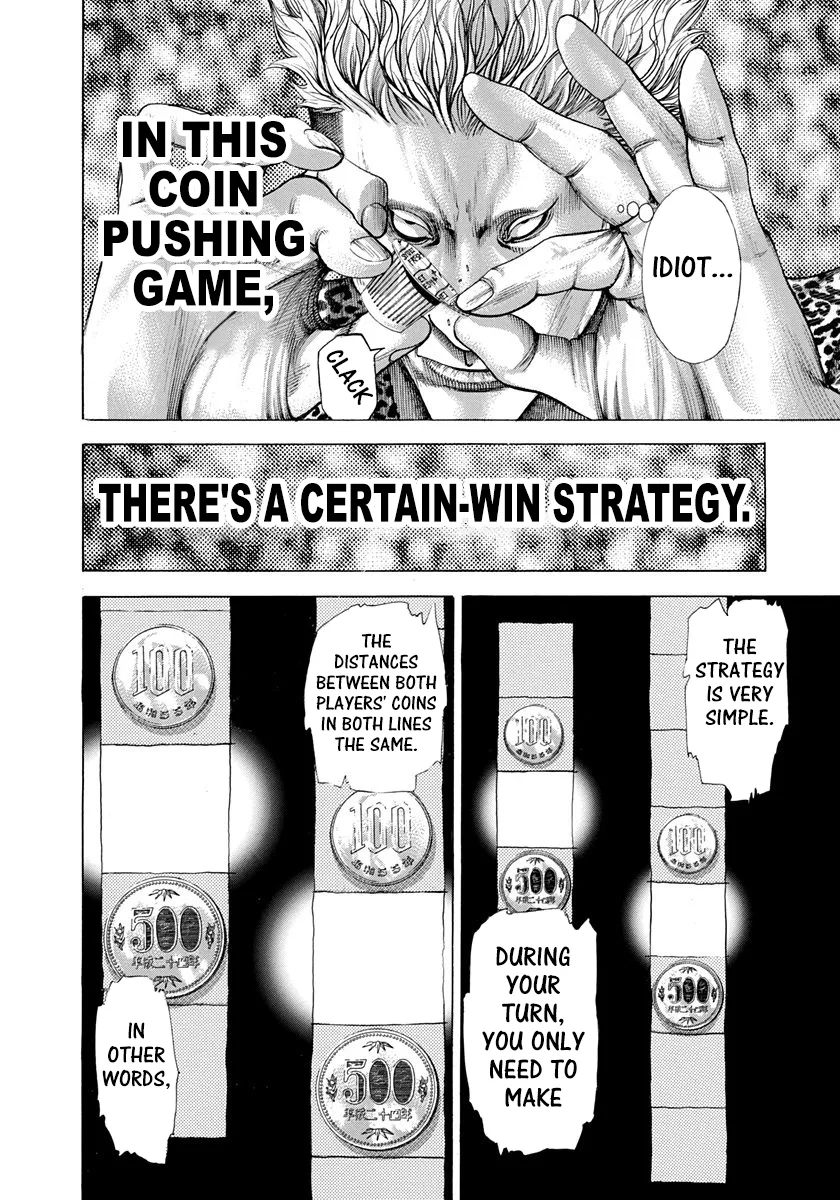 IDIOT...
IN THIS
COIN
PUSHING
GAME,
CLACK
THERE'S A CERTAIN-WIN STRATEGY.
THE
STRATEGY
IS VERY
SIMPLE.
100
100
500
500
DURING
YOUR
TURN,
YOU ONLY
NEED TO
MAKE
THE
DISTANCES
BETWEEN BOTH
PLAYERS' COINS
IN BOTH LINES
THE SAME.
100
100
500
500
IN
OTHER
WORDS,